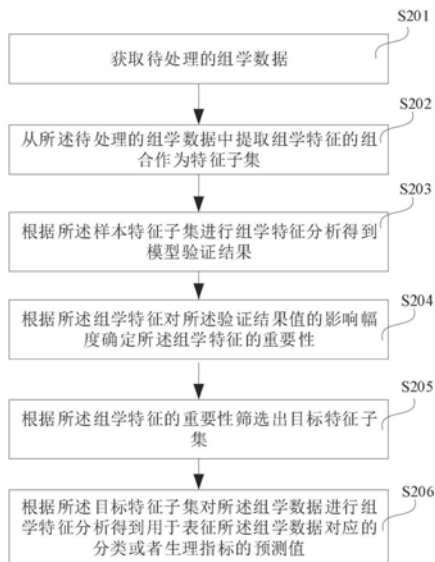 S201
获取待处理的组学数据
S202
从所述待处理的组学数据中提取组学特征的组
合作为特征子集
S203
根据所述样本特征子集进行组学特征分析得到
模型验证结果
S204
根据所述组学特征对所述验证结果值的影响幅
度确定所述组学特征的重要性
S205
根据所述组学特征的重要性筛选出目标特征子
集
S206
根据所述目标特征子集对所述组学数据进行组
学特征分析得到用于表征所述组学数据对应的
分类或者生理指标的预测值